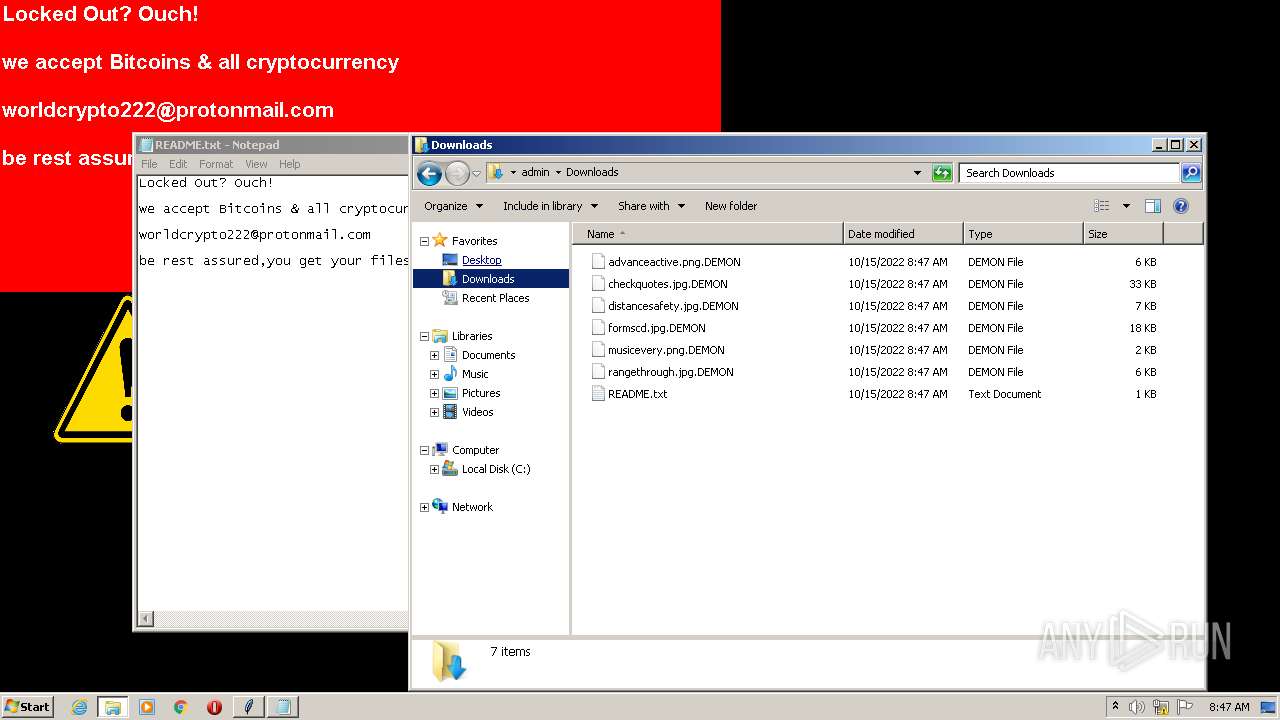 Locked Out? Ouch!
we accept Bitcoins & all cryptocurrency
worldcrypto222@protonmail.com
be rest assur
README.txt - Notepad
File Edit Format View Help
Locked Out? Ouch!
we accept Bitcoins & all cryptocur
worldcrypto222@protonmail.com
be rest assured,you get your files
Downloads
admin Downloads
Search Downloads
Organize Include in library Share with New folder
Favorites
Desktop
Downloads
Recent Places
Libraries
Documents
Music
Pictures
Videos
Computer
Local Disk (C:)
Network
Name Date modified Type Size
advanceactive.png.DEMON 10/15/2022 8:47 AM DEMON File 6 KB
checkquotes.jpg.DEMON 10/15/2022 8:47 AM DEMON File KB
distancesafety.jpg.DEMON 10/15/2022 8:47 AM DEMON File 7 KB
formscd.jpg.DEMON 10/15/2022 8:47 AM DEMON File KB
musicevery.png.DEMON 10/15/2022 8:47 AM DEMON File 2 KB
rangethrough.jpg.DEMON 10/15/2022 8:47 AM DEMON File 6 KB
README.txt 10/15/2022 8:47 AM Text Document 1 KB
7 items
ANY RUN
Start
8:47 AM